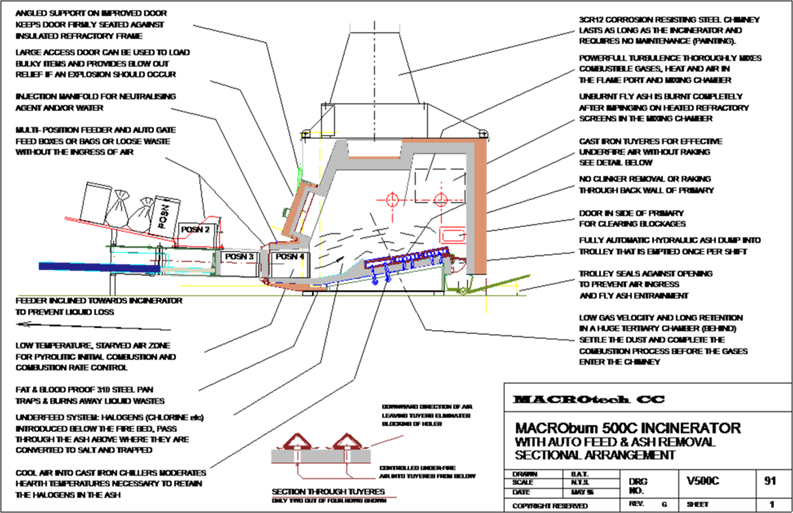 ANGLED SUPPORT ON IMPROVED DOOR
KEEPS DOOR FIRMLY SEATED AGAINST
INSULATED REFRACTORY FRAME
LARGE ACCESS DOOR CAN BE USED TO LOAD
BULKY ITEMS AND PROVIDES BLOW OUT
RELIEF IF AN EXPLOSION SHOULD OCCUR
INJECTION MANIFOLD FOR NEUTRALISING
AGENT AND/OR WATER
MULTI- POSITION FEEDER AND AUTO GATE
FEED BOXES OR BAGS OR LOOSE WASTE
WITHOUT THE INGRESS OF AIR
POSN 1
POSN 2
POSN 3
POSN 4
FEEDER INCLINED TOWARDS INCINERATOR
TO PREVENT LIQUID LOSS
LOW TEMPERATURE, STARVED AIR ZONE
FOR PYROLITIC INITIAL COMBUSTION AND
COMBUSTION RATE CONTROL
FAT & BLOOD PROOF 310 STEEL PAN
TRAPS & BURNS AWAY LIQUID WASTES
UNDERFEED SYSTEM: HALOGENS (CHLORINE etc)
INTRODUCED BELOW THE FIRE BED, PASS
THROUGH THE ASH ABOVE WHERE THEY ARE
CONVERTED TO SALT AND TRAPPED
COOL AIR INTO CAST IRON CHILLERS MODERATES
HEARTH TEMPERATURES NECESSARY TO RETAIN
THE HALOGENS IN THE ASH
3CR12 CORROSION RESISTING STEEL CHIMNEY
LASTS AS LONG AS THE INCINERATOR AND
REQUIRES NO MAINTENANCE (PAINTING).
POWERFULL TURBULENCE THOROUGHLY MIXES
COMBUSTIBLE GASES, HEAT AND AIR IN
THE FLAME PORT AND MIXING CHAMBER
UNBURNT FLY ASH IS BURNT COMPLETELY
AFTER IMPINGING ON HEATED REFRACTORY
SCREENS IN THE MIXING CHAMBER
CAST IRON TUYERES FOR EFFECTIVE
UNDERFIRE AIR WITHOUT RAKING
SEE DETAIL BELOW
NO CLINKER REMOVAL OR RAKING
THROUGH BACK WALL OF PRIMARY
DOOR IN SIDE OF PRIMARY
FOR CLEARING BLOCKAGES
FULLY AUTOMATIC HYDRAULIC ASH DUMP INTO
TROLLEY THAT IS EMPTIED ONCE PER SHIFT
TROLLEY SEALS AGAINST OPENING
TO PREVENT AIR INGRESS
AND FLY ASH ENTRAINMENT
LOW GAS VELOCITY AND LONG RETENTION
IN A HUGE TERTIARY CHAMBER (BEHIND)
SETTLE THE DUST AND COMPLETE THE
COMBUSTION PROCESS BEFORE THE GASES
ENTER THE CHIMNEY
DOWNWARD DIRECTION OF AIR
LEAVING TUYERE ELIMINATES
BLOCKING OF HOLES
CONTROLLED UNDER-FIRE
AIR INTO TUYERES FROM BELOW
SECTION THROUGH TUYERES
ONLY TWO OUT OF FOUR ROWS SHOWN
MACROtech CC
MACRObum 500C INCINERATOR
WITH AUTO FEED & ASH REMOVAL
SECTIONAL ARRANGEMENT
DRAWN D.A.T.
SCALE N.T.S.
DATE MAY 95
DRG NO. V500C 91
COPYRIGHT RESERVED REV. G SHEET 1